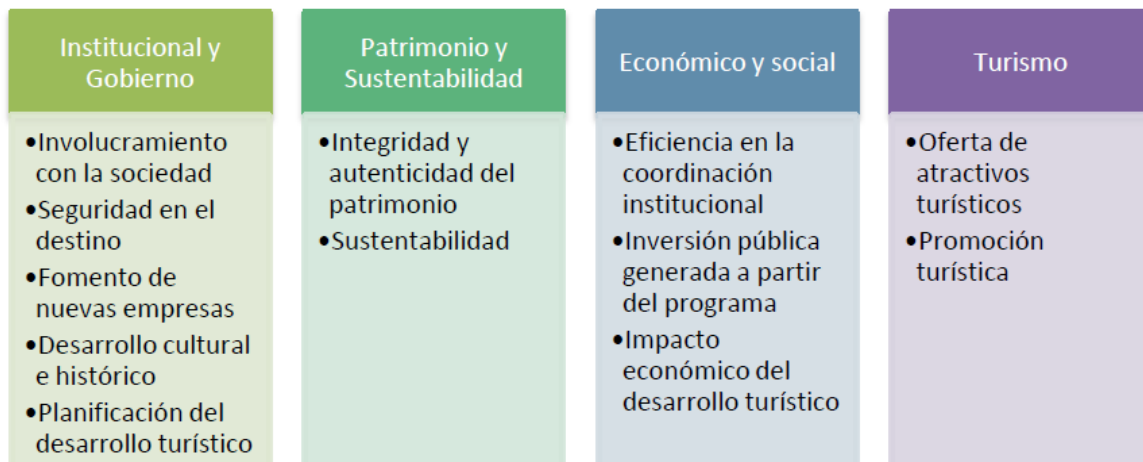 Institucional y
Gobierno
•Involucramiento
con la sociedad
•Seguridad en el
destino
•Fomento de
nuevas empresas
•Desarrollo cultural
e histórico
•Planificación del
desarrollo turístico
Patrimonio y
Sustentabilidad
•Integridad y
autenticidad del
patrimonio
•Sustentabilidad
Económico y social
•Eficiencia en la
coordinación
institucional
•Inversión pública
generada a partir
del programa
•Impacto
económico del
desarrollo turístico
Turismo
•Oferta de
atractivos
turísticos
•Promoción
turística